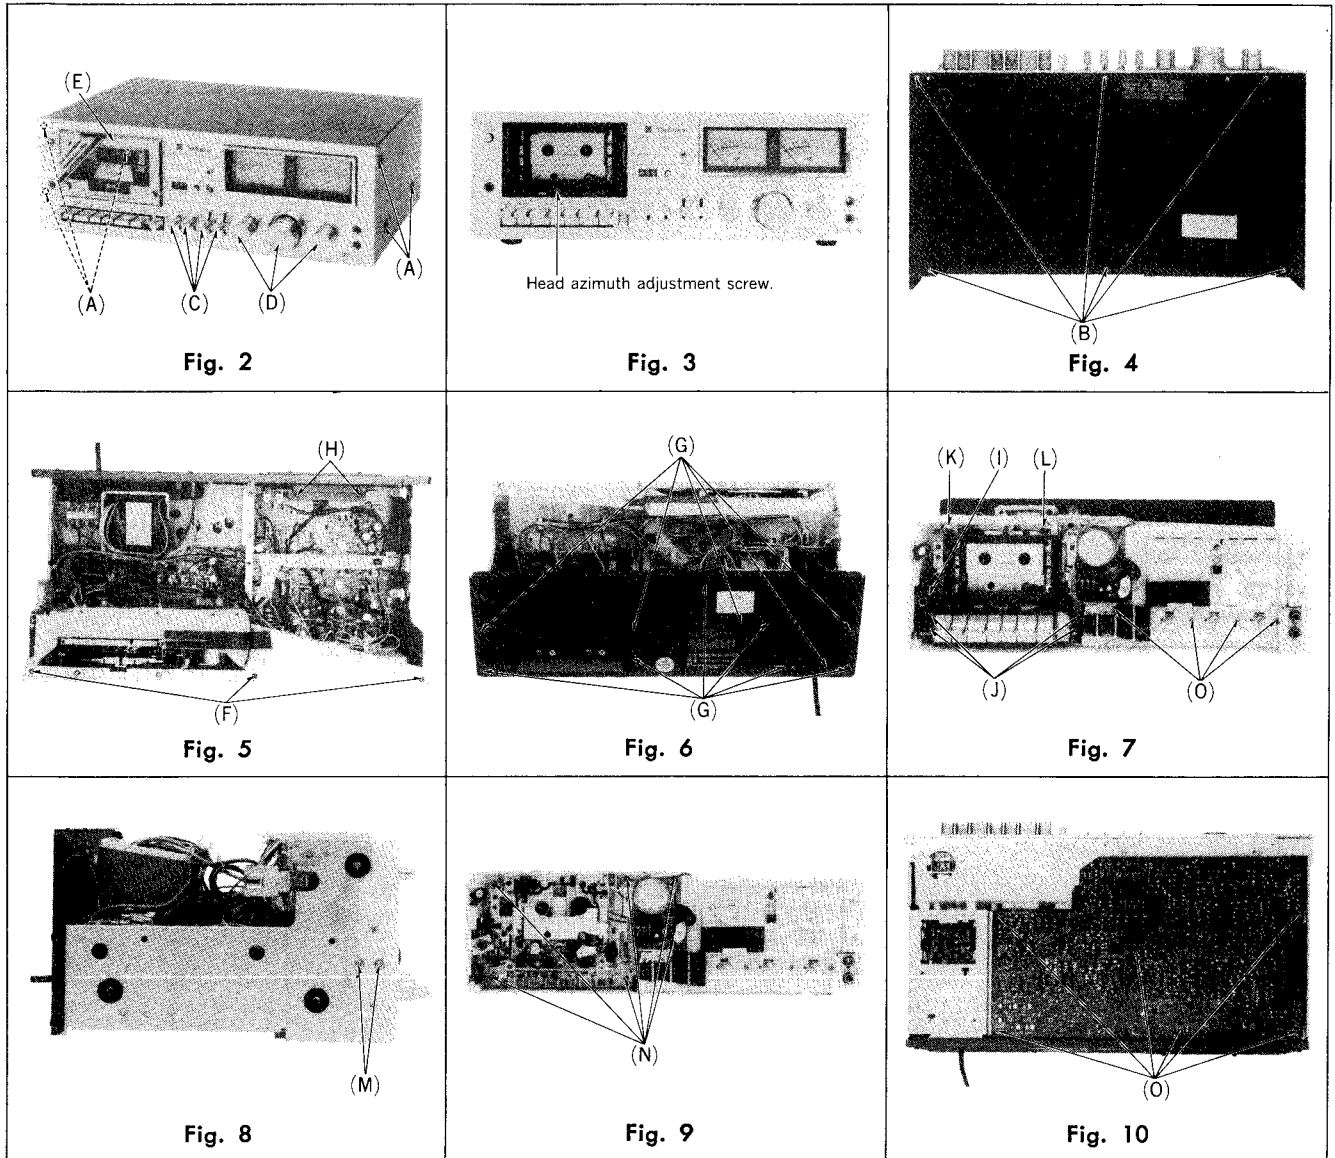 (E)
(A)
(C)
(D)
(A)
Fig. 2
Head azimuth adjustment screw.
Fig. 3
(B)
Fig. 4
(H)
(F)
Fig. 5
(G)
(G)
Fig. 6
(K) (I) (L)
(J) (O)
Fig. 7
(M)
Fig. 8
(N)
Fig. 9
(O)
Fig. 10